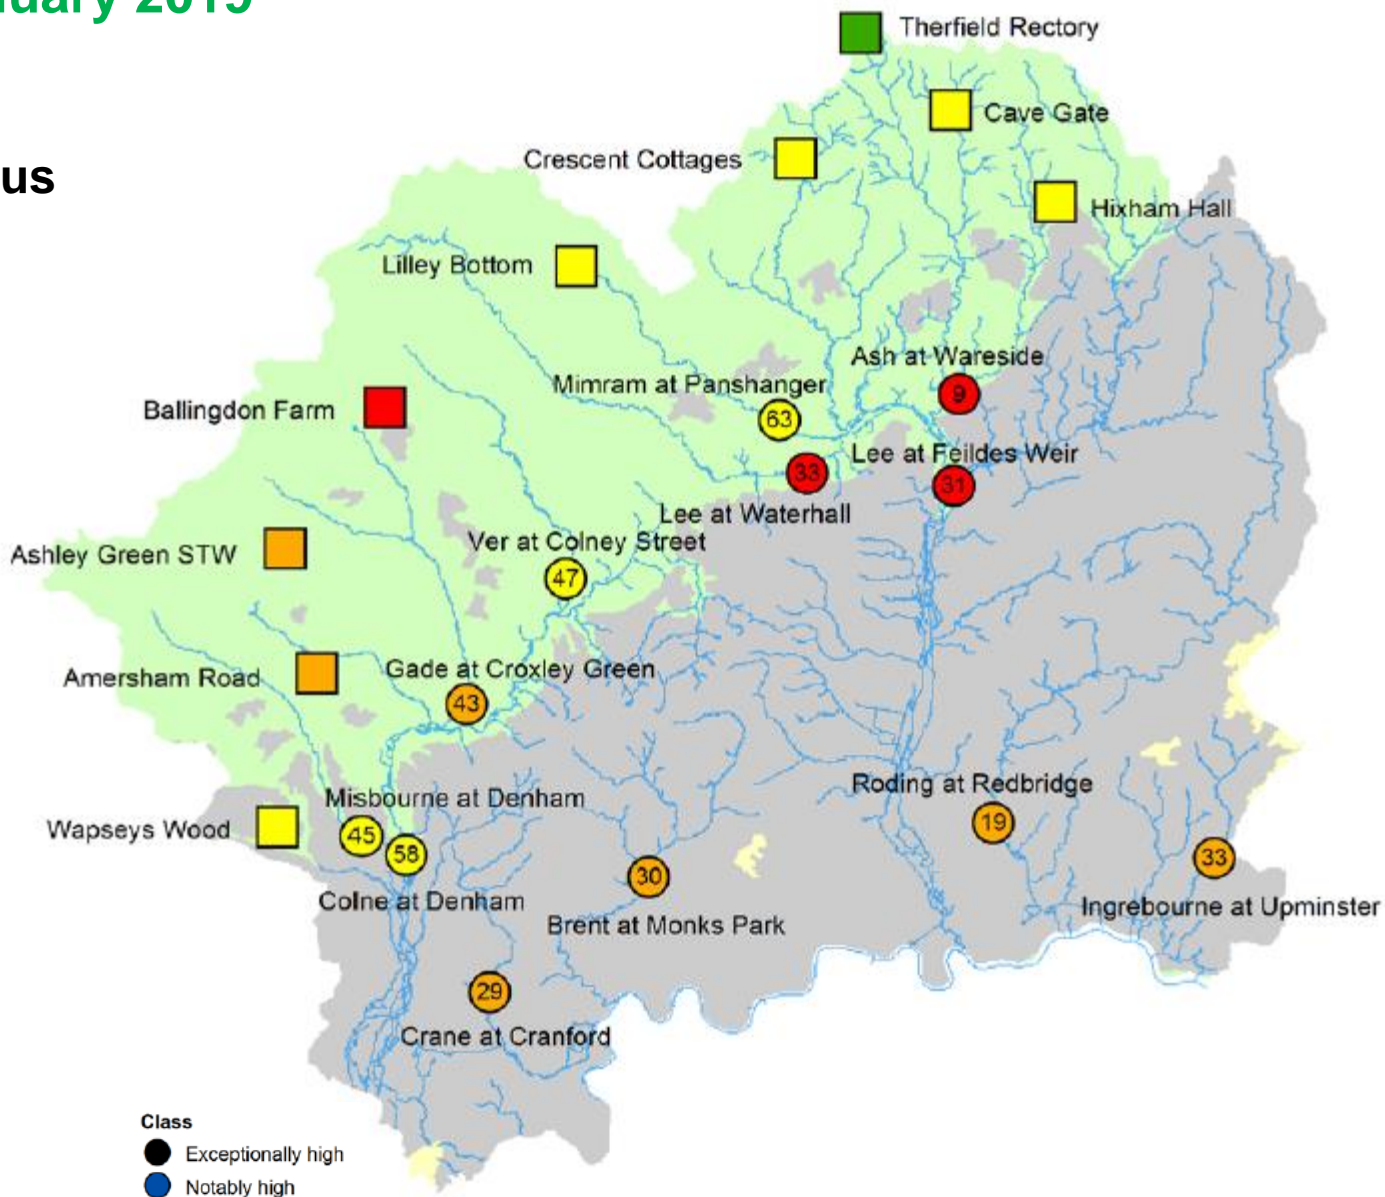 nuary 2019
us
Therfield Rectory
Cave Gate
Crescent Cottages
Hixham Hall
Lilley Bottom
Ash at Wareside
9
Mimram at Panshanger
63
Ballingdon Farm
Lee at Feildes Weir
31
33
Lee at Waterhall
Ver at Colney Street
47
Ashley Green STW
Gade at Croxley Green
43
Amersham Road
Roding at Redbridge
19
Misbourne at Denham
45
58
Wapseys Wood
33
30
Colne at Denham
Ingrebourne at Upminster
Brent at Monks Park
29
Crane at Cranford
Class
Exceptionally high
Notably high